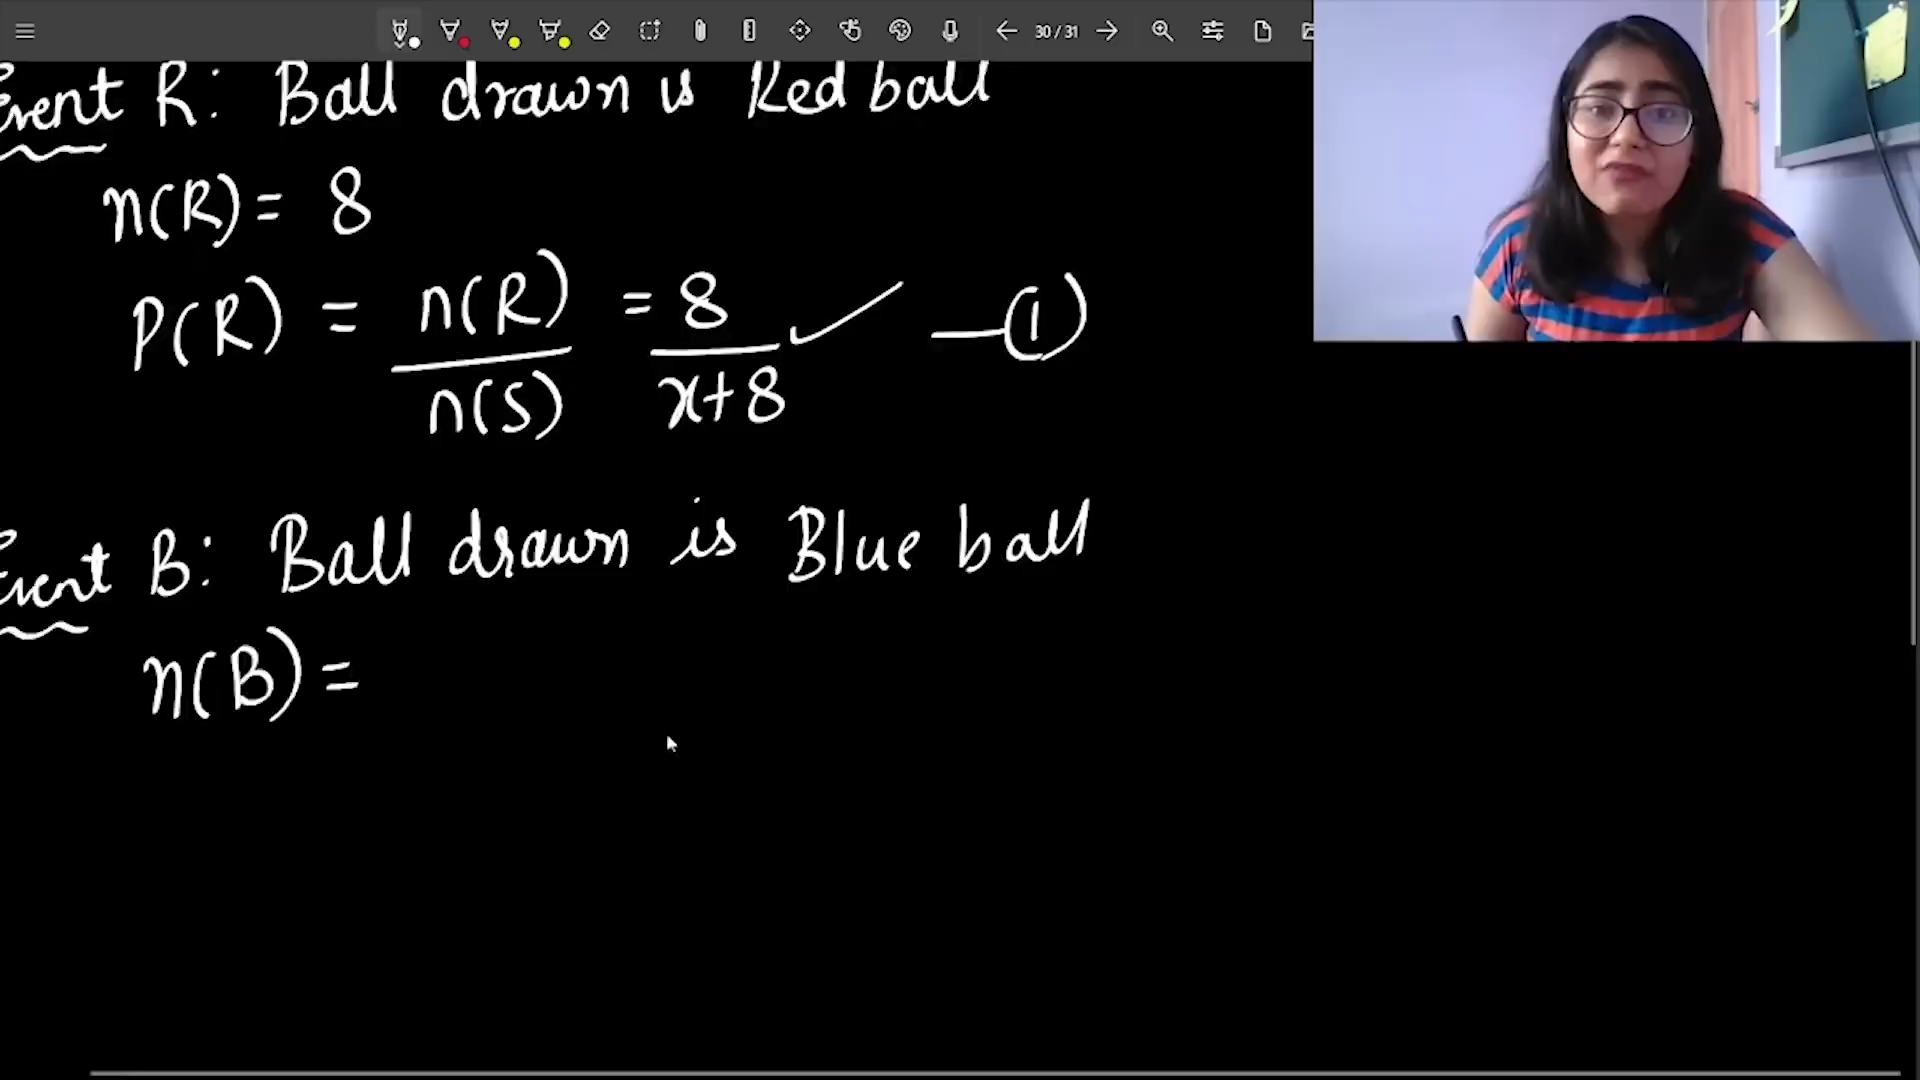 30 / 31
Event R: Ball drawn is Red ball
n(R) = 8
P(R) = n(R) / n(S) = 8 / x+8 ✓ —(1)
Event B: Ball drawn is Blue ball
n(B) =